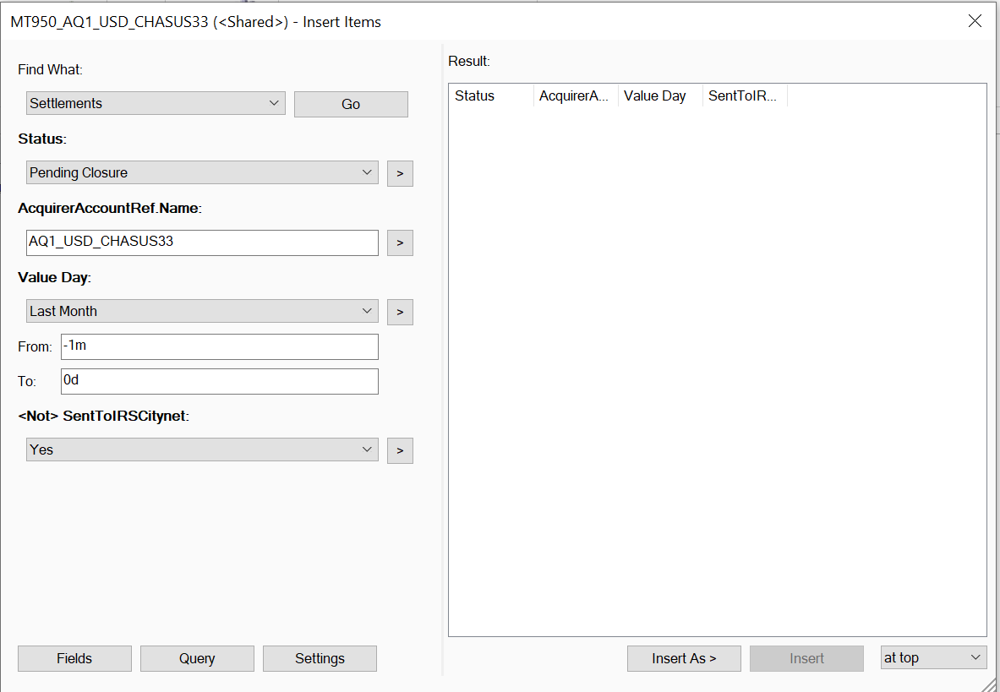 MT950_AQ1_USD_CHASUS33 (<Shared>) - Insert Items
Find What:
Settlements
Go
Status:
Pending Closure
>
AcquirerAccountRef.Name:
AQ1_USD_CHASUS33
>
Value Day:
Last Month
>
From:
-1m
To:
0d
<Not> SentToIRSCitynet:
Yes
>
Fields
Query
Settings
Result:
Status
AcquirerA...
Value Day
SentToIR...
Insert As >
Insert
at top